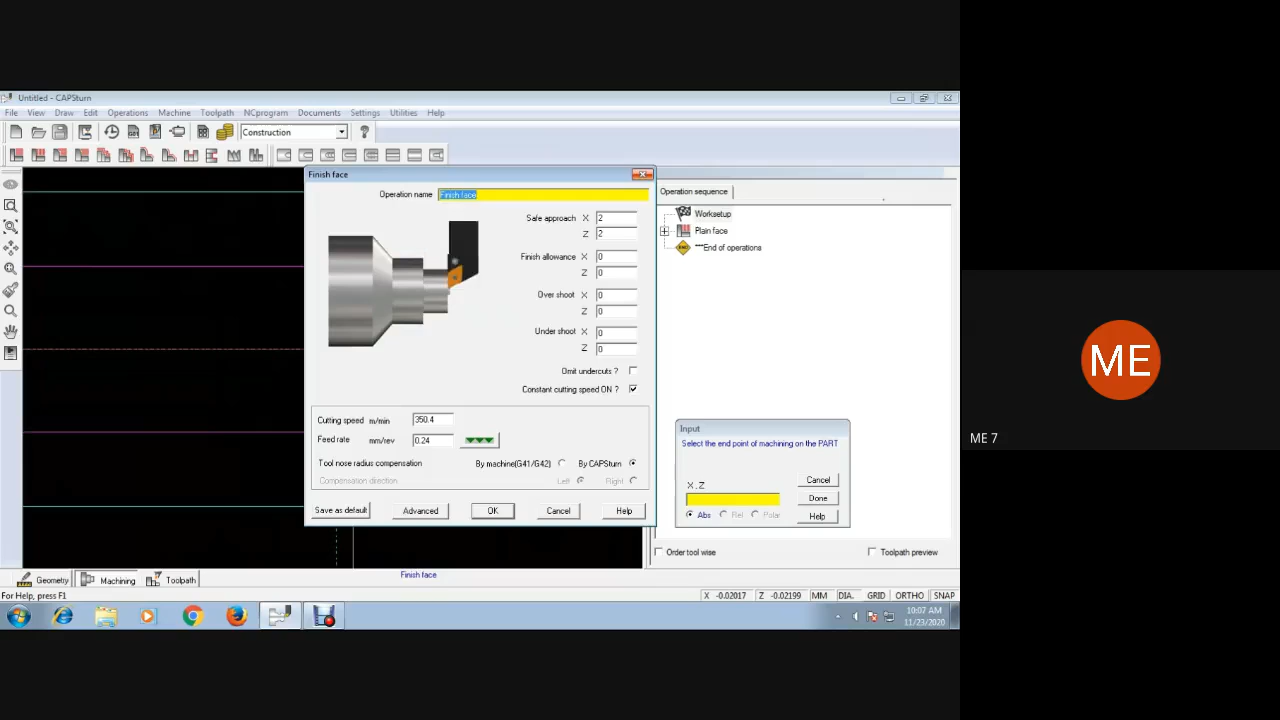 Untitled - CAPSturn
File View Draw Edit Operations Machine Toolpath NCprogram Documents Settings Utilities Help
Construction
Finish face
Operation name Finish face
Safe approach X 2
Z 2
Finish allowance X 0
Z 0
Over shoot X 0
Z 0
Under shoot X 0
Z 0
Omit undercuts ?
Constant cutting speed ON ?
Cutting speed m/min 350.4
Feed rate mm/rev 0.24
Tool nose radius compensation By machine(G41/G42) By CAPSturn
Compensation direction Left Right
Save as default Advanced OK Cancel Help
Operation sequence
Worksetup
Plain face
***End of operations
Input
Select the end point of machining on the PART
X , Z
Cancel
Done
Help
Abs Rel Polar
Order tool wise Toolpath preview
Geometry Machining Toolpath
Finish face
For Help, press F1
X -0.02017 Z -0.02199 MM DIA. GRID ORTHO SNAP
10:07 AM
11/23/2020
ME
ME 7